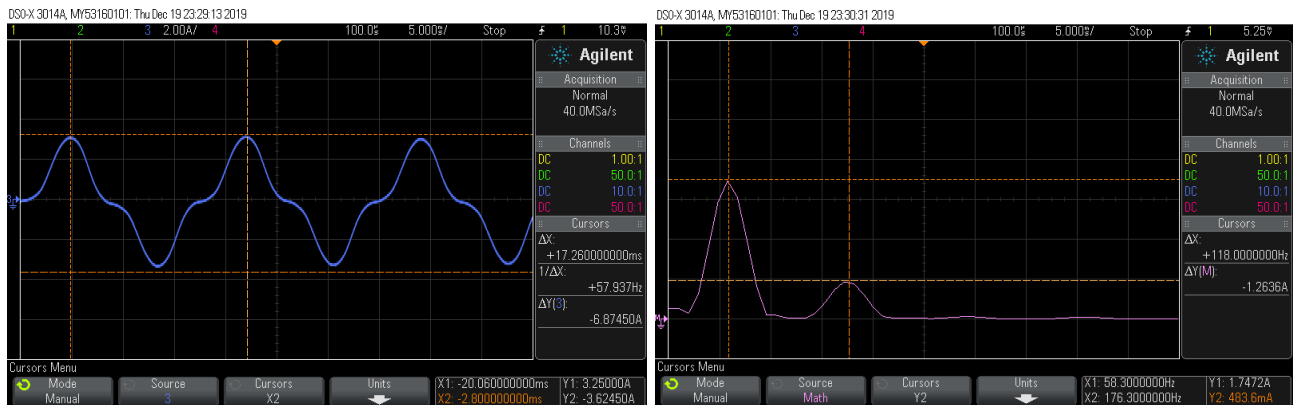 DSO-X 3014A, MY53160101: Thu Dec 19 23:29:13 2019
1 2 3 2.00A/ 4 100.0s 5.000s/ Stop 1 10.3V
Agilent
Acquisition
Normal
40.0MSa/s
Channels
DC 1.00:1
DC 50.0:1
DC 10.0:1
DC 50.0:1
Cursors
ΔX:
+17.260000000ms
1/ΔX:
+57.937Hz
ΔY(3):
-6.87450A
3
Cursors Menu
Mode
Manual
Source
3
Cursors
X2
Units
X1: -20.060000000ms
X2: -2.800000000ms
Y1: 3.25000A
Y2: -3.62450A
DSO-X 3014A, MY53160101: Thu Dec 19 23:30:31 2019
1 2 3 4 100.0s 5.000s/ Stop 1 5.25V
Agilent
Acquisition
Normal
40.0MSa/s
Channels
DC 1.00:1
DC 50.0:1
DC 10.0:1
DC 50.0:1
Cursors
ΔX:
+118.0000000Hz
ΔY(M):
-1.2636A
M
Cursors Menu
Mode
Manual
Source
Math
Cursors
Y2
Units
X1: 58.3000000Hz
X2: 176.3000000Hz
Y1: 1.7472A
Y2: 483.6mA